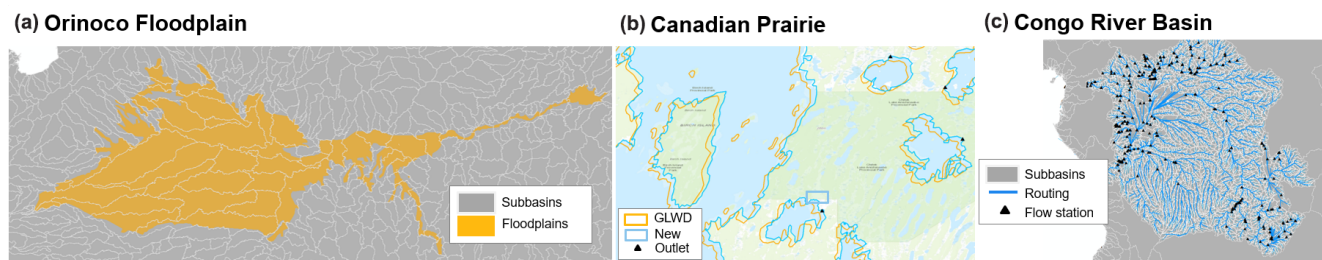 (a) Orinoco Floodplain
Subbasins
Floodplains
(b) Canadian Prairie
GLWD
New
Outlet
(c) Congo River Basin
Subbasins
Routing
Flow station